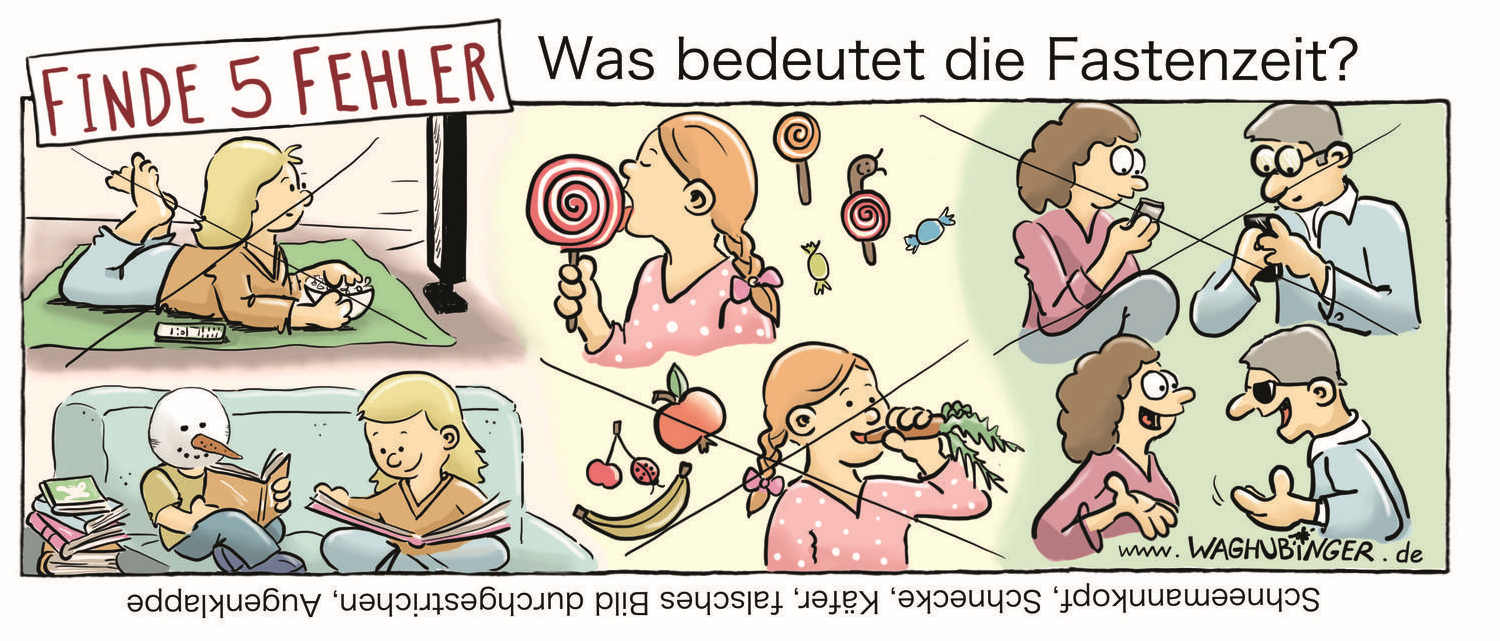 FINDE 5 FEHLER
Was bedeutet die Fastenzeit?
www.WAGHUBINGER.de
Schneemannkopf, Schnecke, Käfer, falsches Bild durchgestrichen, Augenklappe